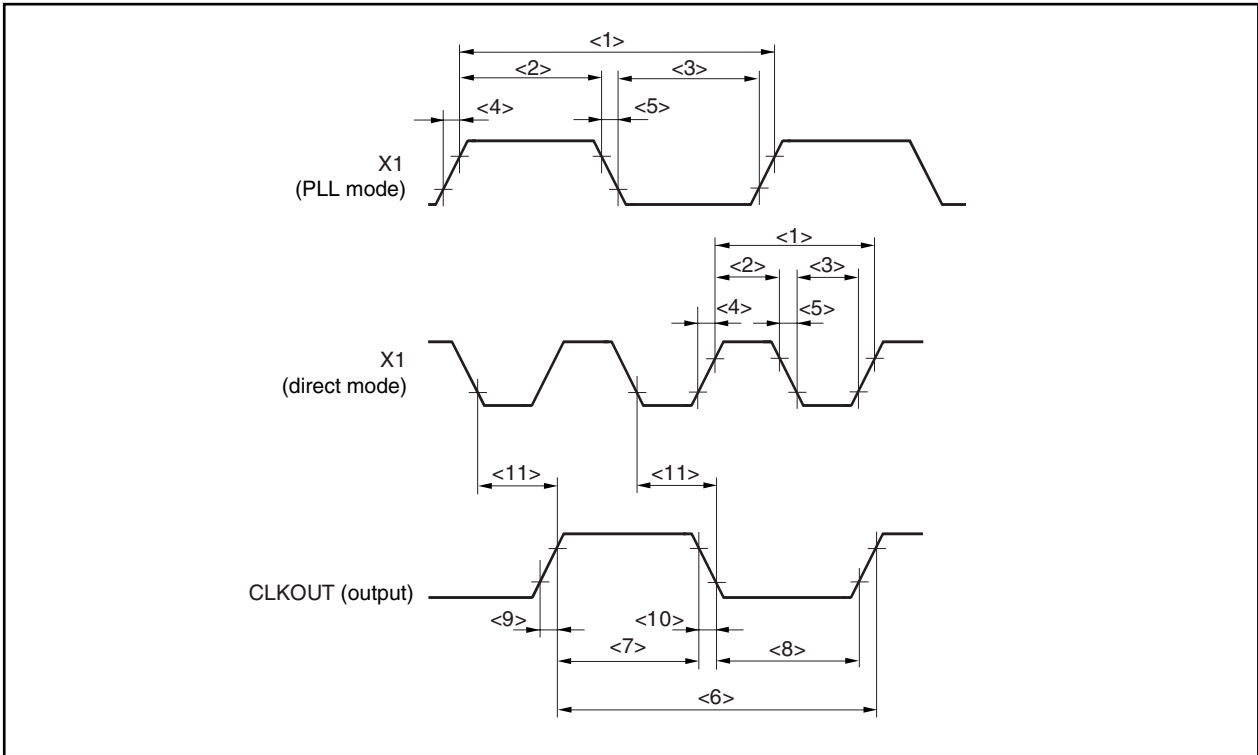 <1>
<2> <3>
<4> <5>
X1
(PLL mode)
<1>
<2> <3>
<4> <5>
X1
(direct mode)
<11> <11>
CLKOUT (output)
<9> <10>
<7> <8>
<6>